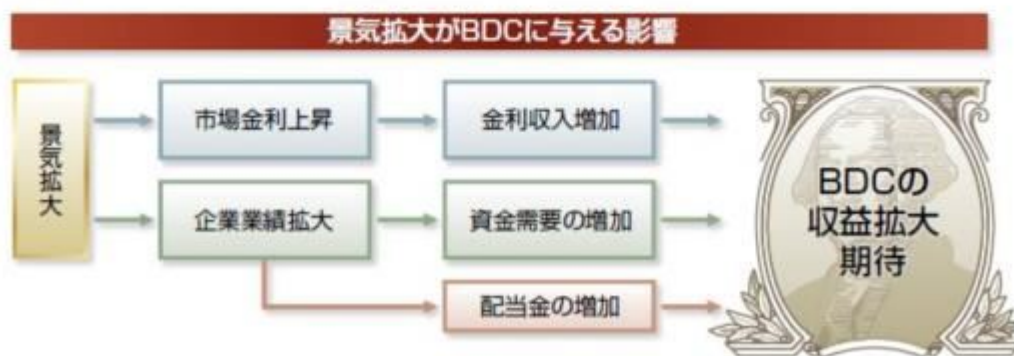 景気拡大がBDCに与える影響
景気拡大
市場金利上昇
金利収入増加
企業業績拡大
資金需要の増加
配当金の増加
BDCの
収益拡大
期待